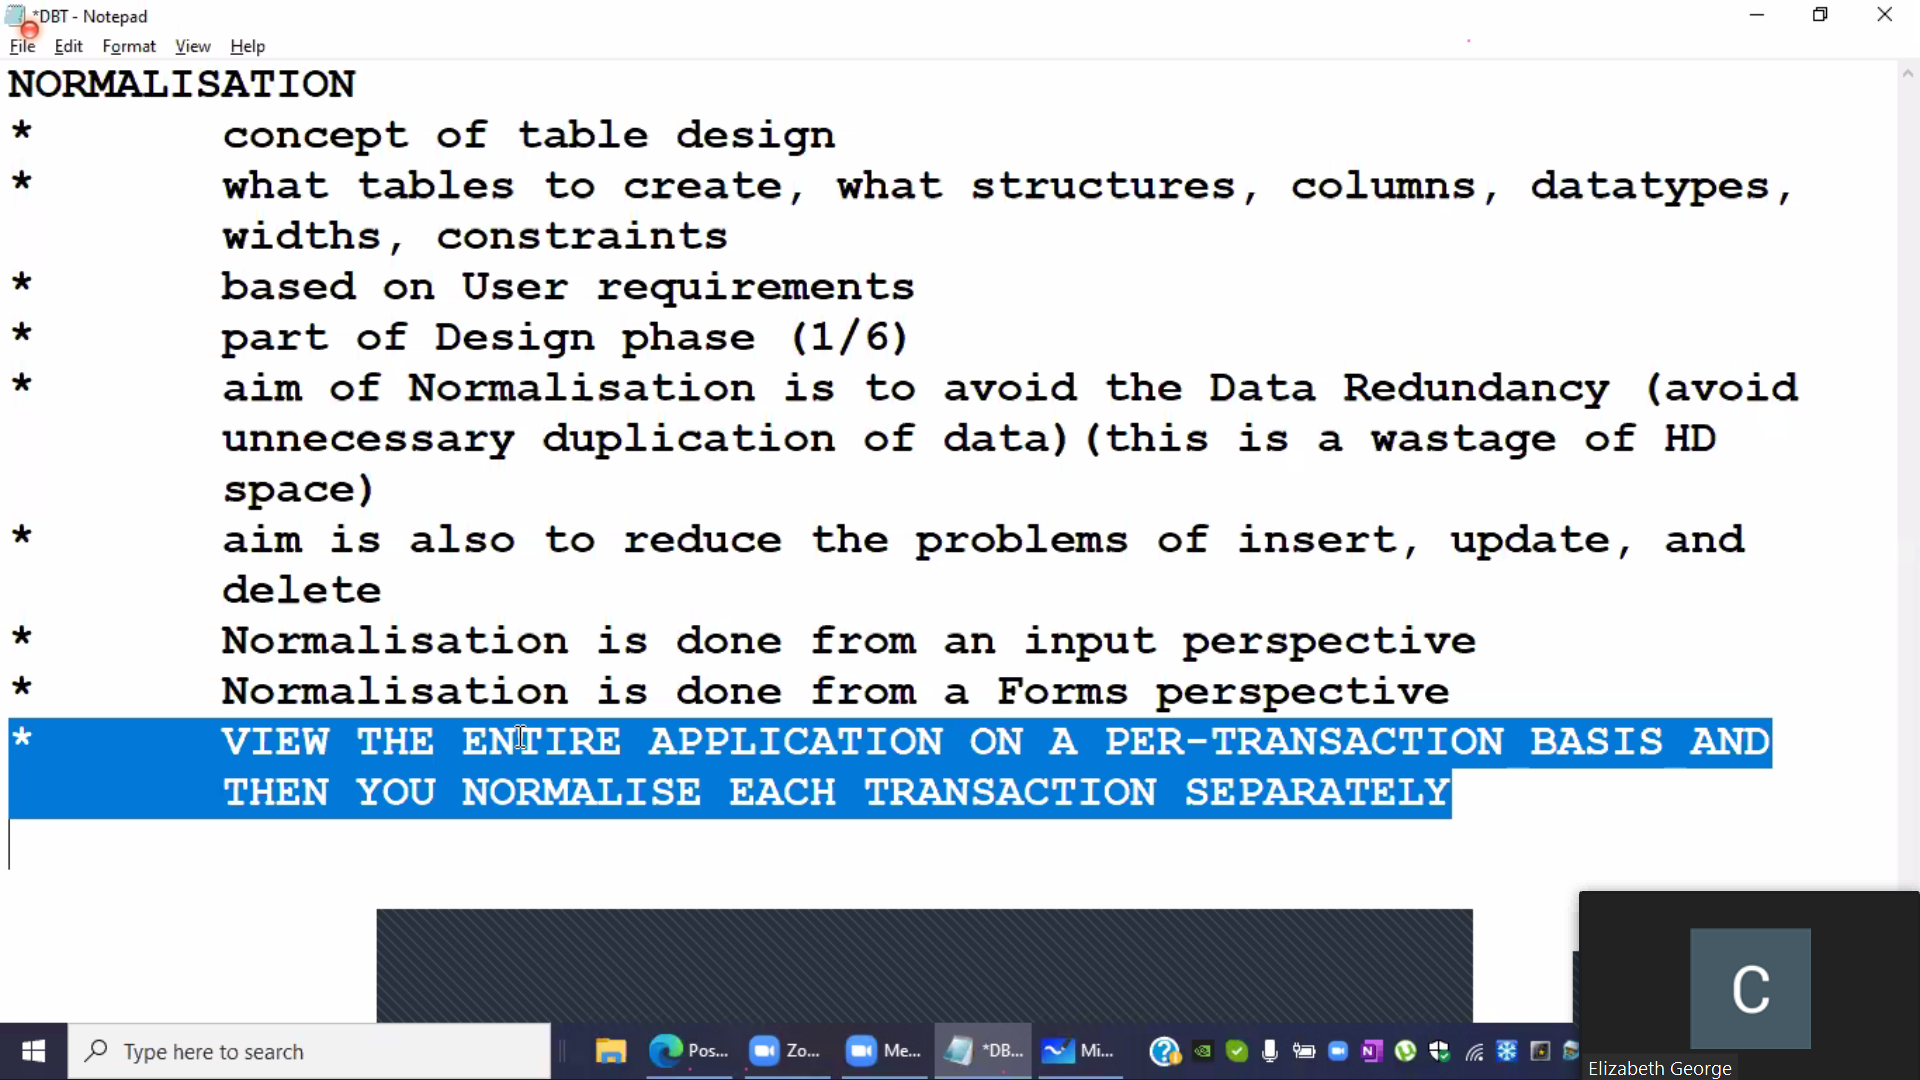 *DBT - Notepad
File Edit Format View Help
NORMALISATION
* concept of table design
* what tables to create, what structures, columns, datatypes,
widths, constraints
* based on User requirements
* part of Design phase (1/6)
* aim of Normalisation is to avoid the Data Redundancy (avoid
unnecessary duplication of data)(this is a wastage of HD
space)
* aim is also to reduce the problems of insert, update, and
delete
* Normalisation is done from an input perspective
* Normalisation is done from a Forms perspective
* VIEW THE ENTIRE APPLICATION ON A PER-TRANSACTION BASIS AND
THEN YOU NORMALISE EACH TRANSACTION SEPARATELY
C
Type here to search Pos... Zo... Me... *DB... Mi...
Elizabeth George